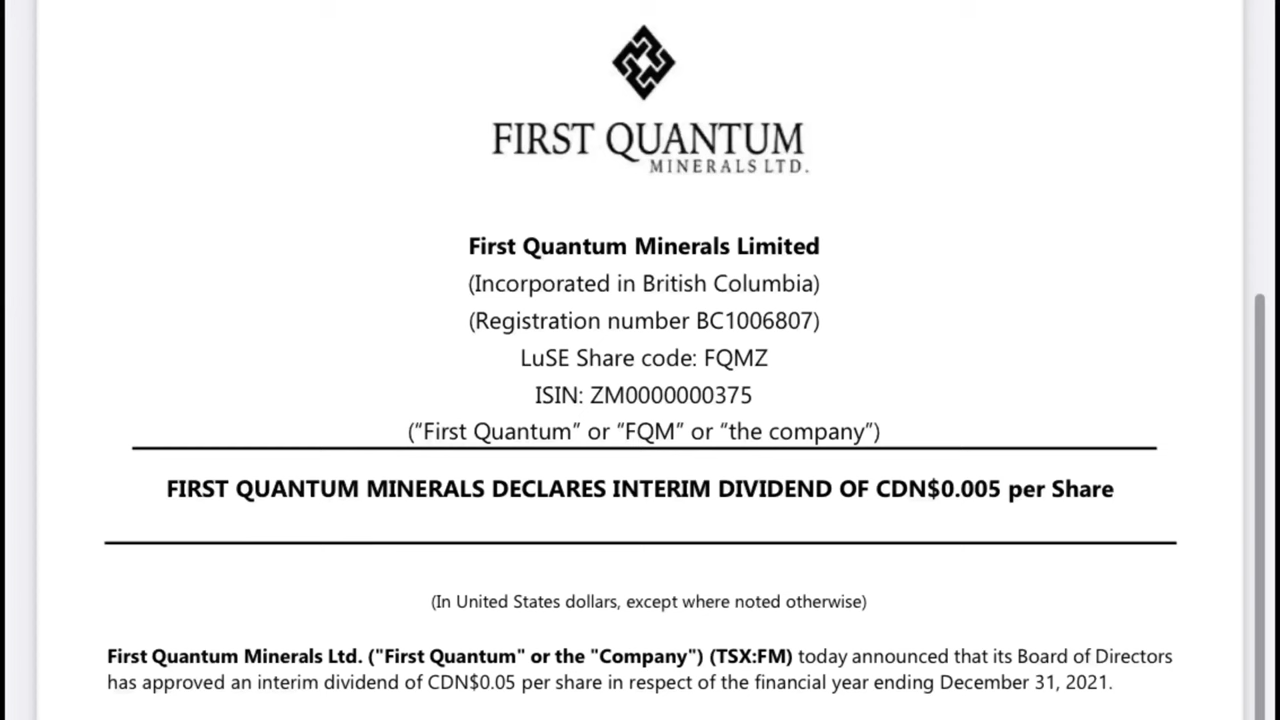 FIRST QUANTUM
MINERALS LTD.
First Quantum Minerals Limited
(Incorporated in British Columbia)
(Registration number BC1006807)
LuSE Share code: FQMZ
ISIN: ZM0000000375
(“First Quantum” or “FQM” or “the company”)
FIRST QUANTUM MINERALS DECLARES INTERIM DIVIDEND OF CDN$0.005 per Share
(In United States dollars, except where noted otherwise)
First Quantum Minerals Ltd. ("First Quantum" or the "Company") (TSX:FM) today announced that its Board of Directors
has approved an interim dividend of CDN$0.05 per share in respect of the financial year ending December 31, 2021.